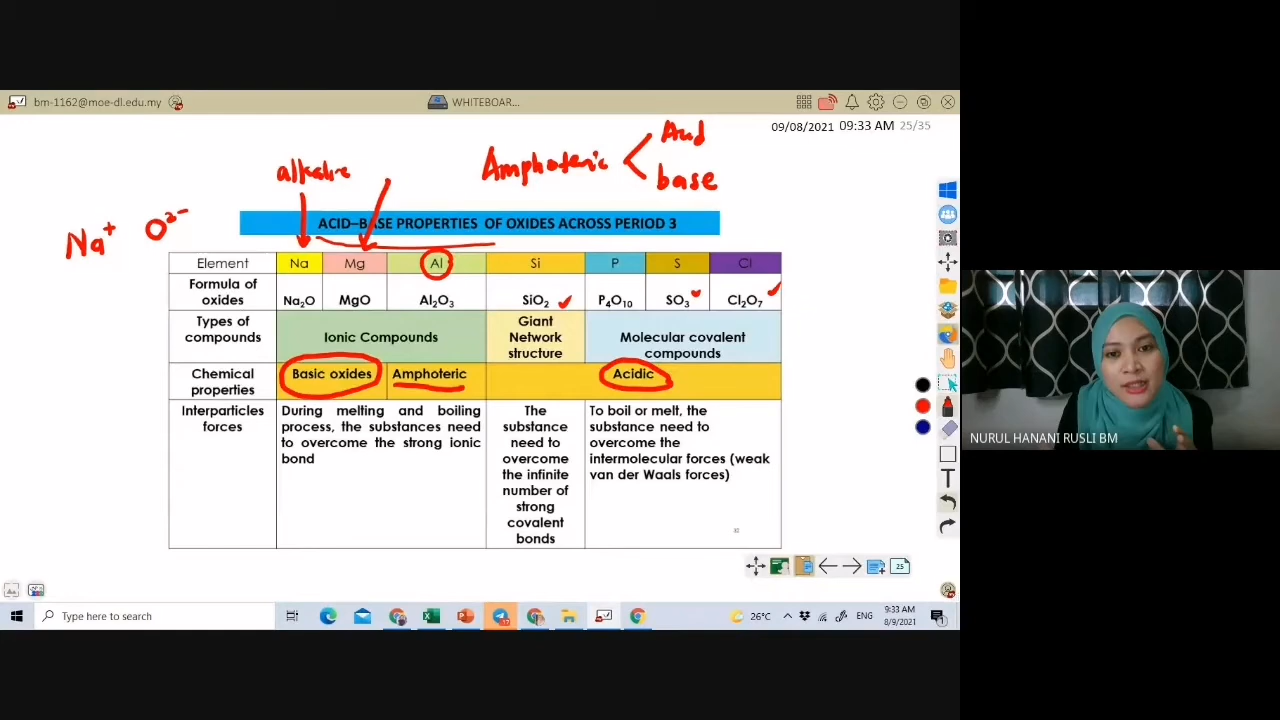 bm-1162@moe-dl.edu.my
WHITEBOAR...
09/08/2021 09:33 AM 25/35
alkaline
Amphoteric
Acid
base
Na+ O2-
ACID–BASE PROPERTIES OF OXIDES ACROSS PERIOD 3
Element Na Mg Al Si P S Cl
Formula of oxides Na₂O MgO Al₂O₃ SiO₂ P₄O₁₀ SO₃ Cl₂O₇
Types of compounds Ionic Compounds Giant Network structure Molecular covalent compounds
Chemical properties Basic oxides Amphoteric Acidic
Interparticles forces
During melting and boiling
process, the substances need
to overcome the strong ionic
bond
The
substance
need to
overcome
the infinite
number of
strong
covalent
bonds
To boil or melt, the
substance need to
overcome the
intermolecular forces (weak
van der Waals forces)
NURUL HANANI RUSLI BM
T
25
Type here to search
26°C ENG
9:33 AM
8/9/2021